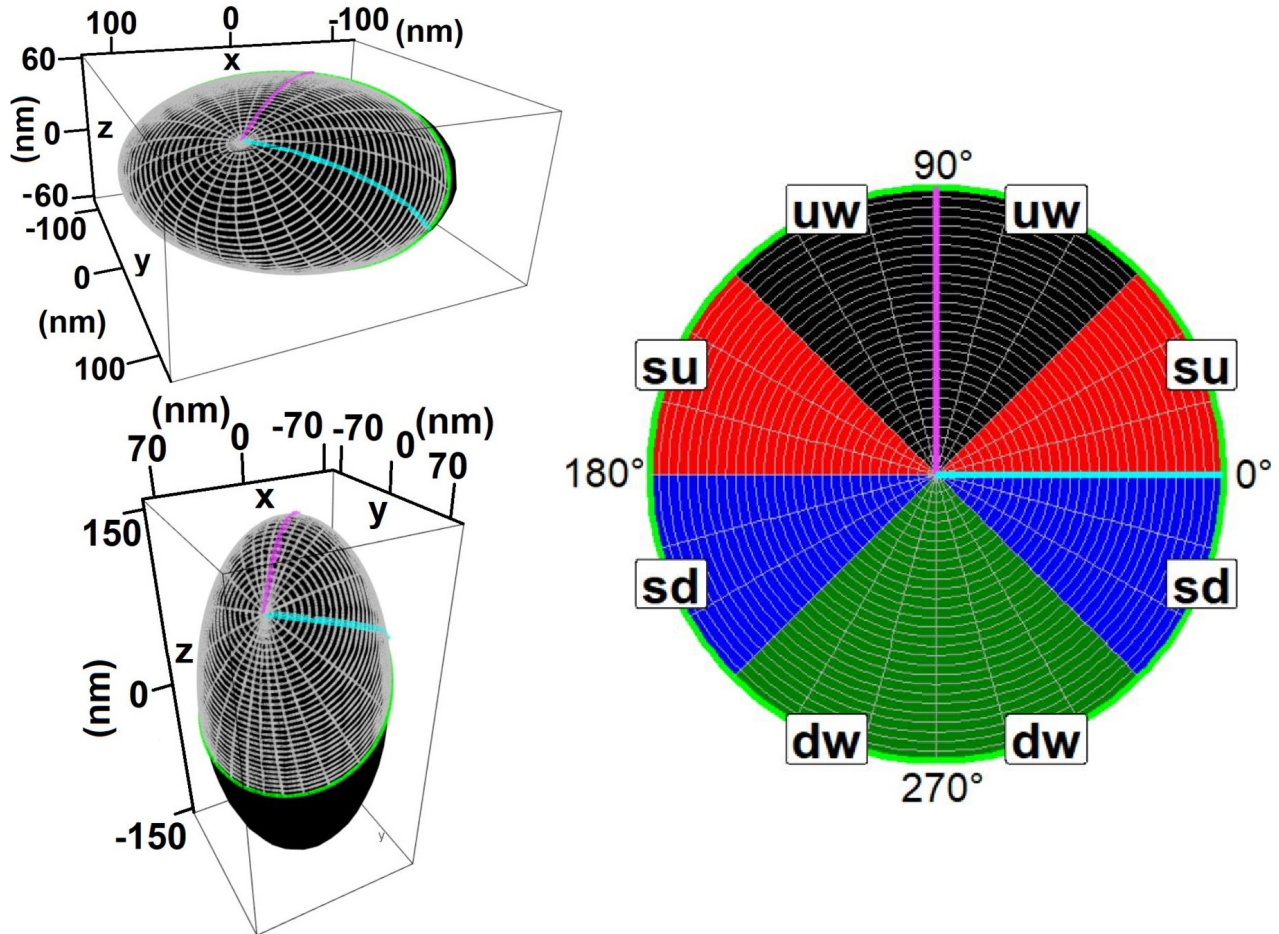 100 0 -100 (nm)
x
60
0 z
-60
(nm)
-100
0 y
(nm)
100
(nm) (nm)
70 0 -70 -70 0 70
x y
150
z
0
(nm)
-150
y
90°
uw uw
su su
180° 0°
sd sd
dw dw
270°